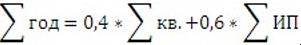 ∑ год = 0,4 * ∑ кв. +0,6 * ∑ ИП